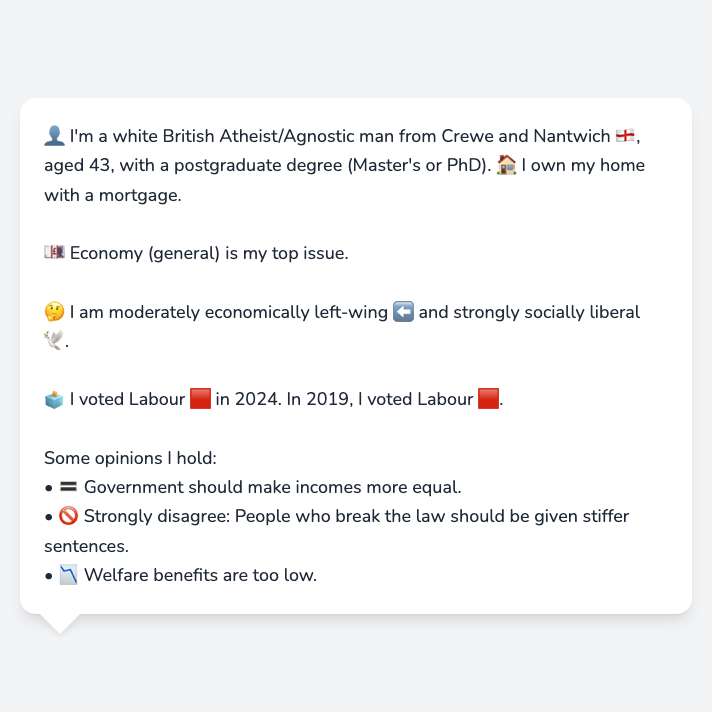 👤 I'm a white British Atheist/Agnostic man from Crewe and Nantwich 🏴󠁧󠁢󠁥󠁮󠁧󠁿,
aged 43, with a postgraduate degree (Master's or PhD). 🏠 I own my home
with a mortgage.
💷 Economy (general) is my top issue.
🤔 I am moderately economically left-wing ⬅️ and strongly socially liberal
🕊️.
🗳️ I voted Labour 🟥 in 2024. In 2019, I voted Labour 🟥.
Some opinions I hold:
• 🟰 Government should make incomes more equal.
• 🚫 Strongly disagree: People who break the law should be given stiffer
sentences.
• 📉 Welfare benefits are too low.